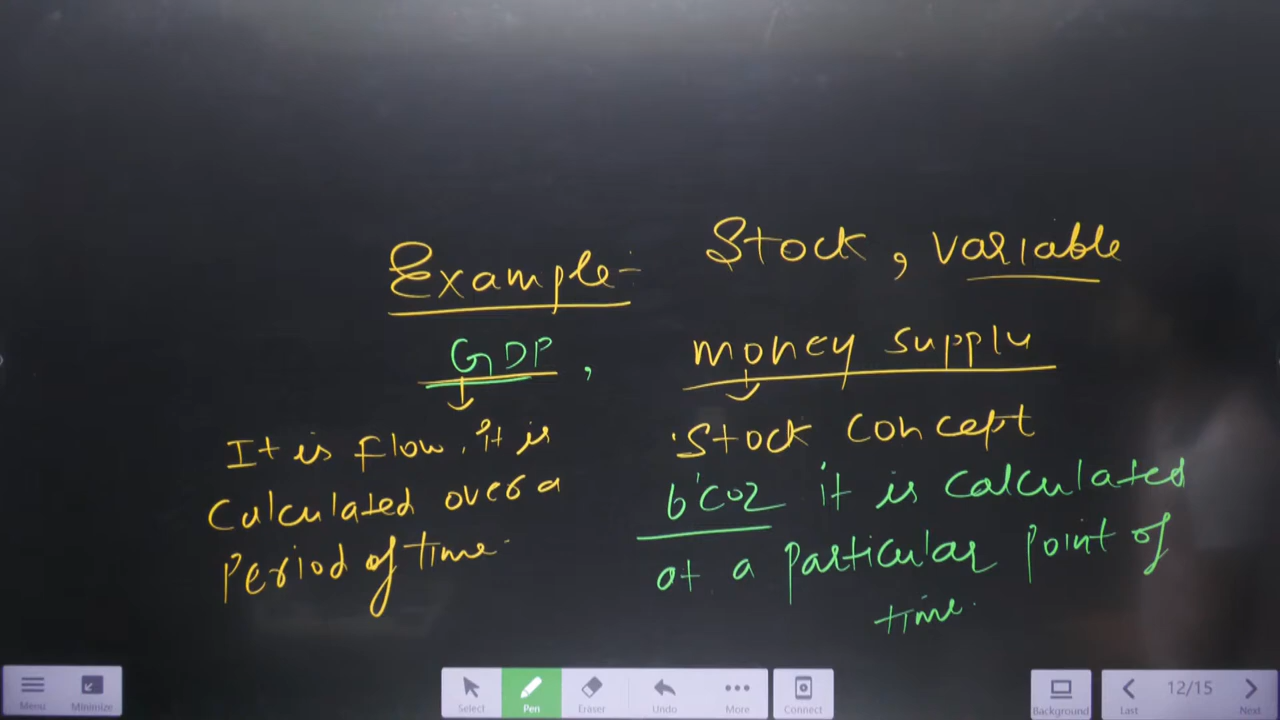 Stock, variable
Example:-
GDP, money supply
It is flow. it is
calculated over a
period of time.
Stock concept
b'coz it is calculated
at a particular point of
time.
Menu
Minimize
Select
Pen
Eraser
Undo
More
Connect
Background
Last
12/15
Next